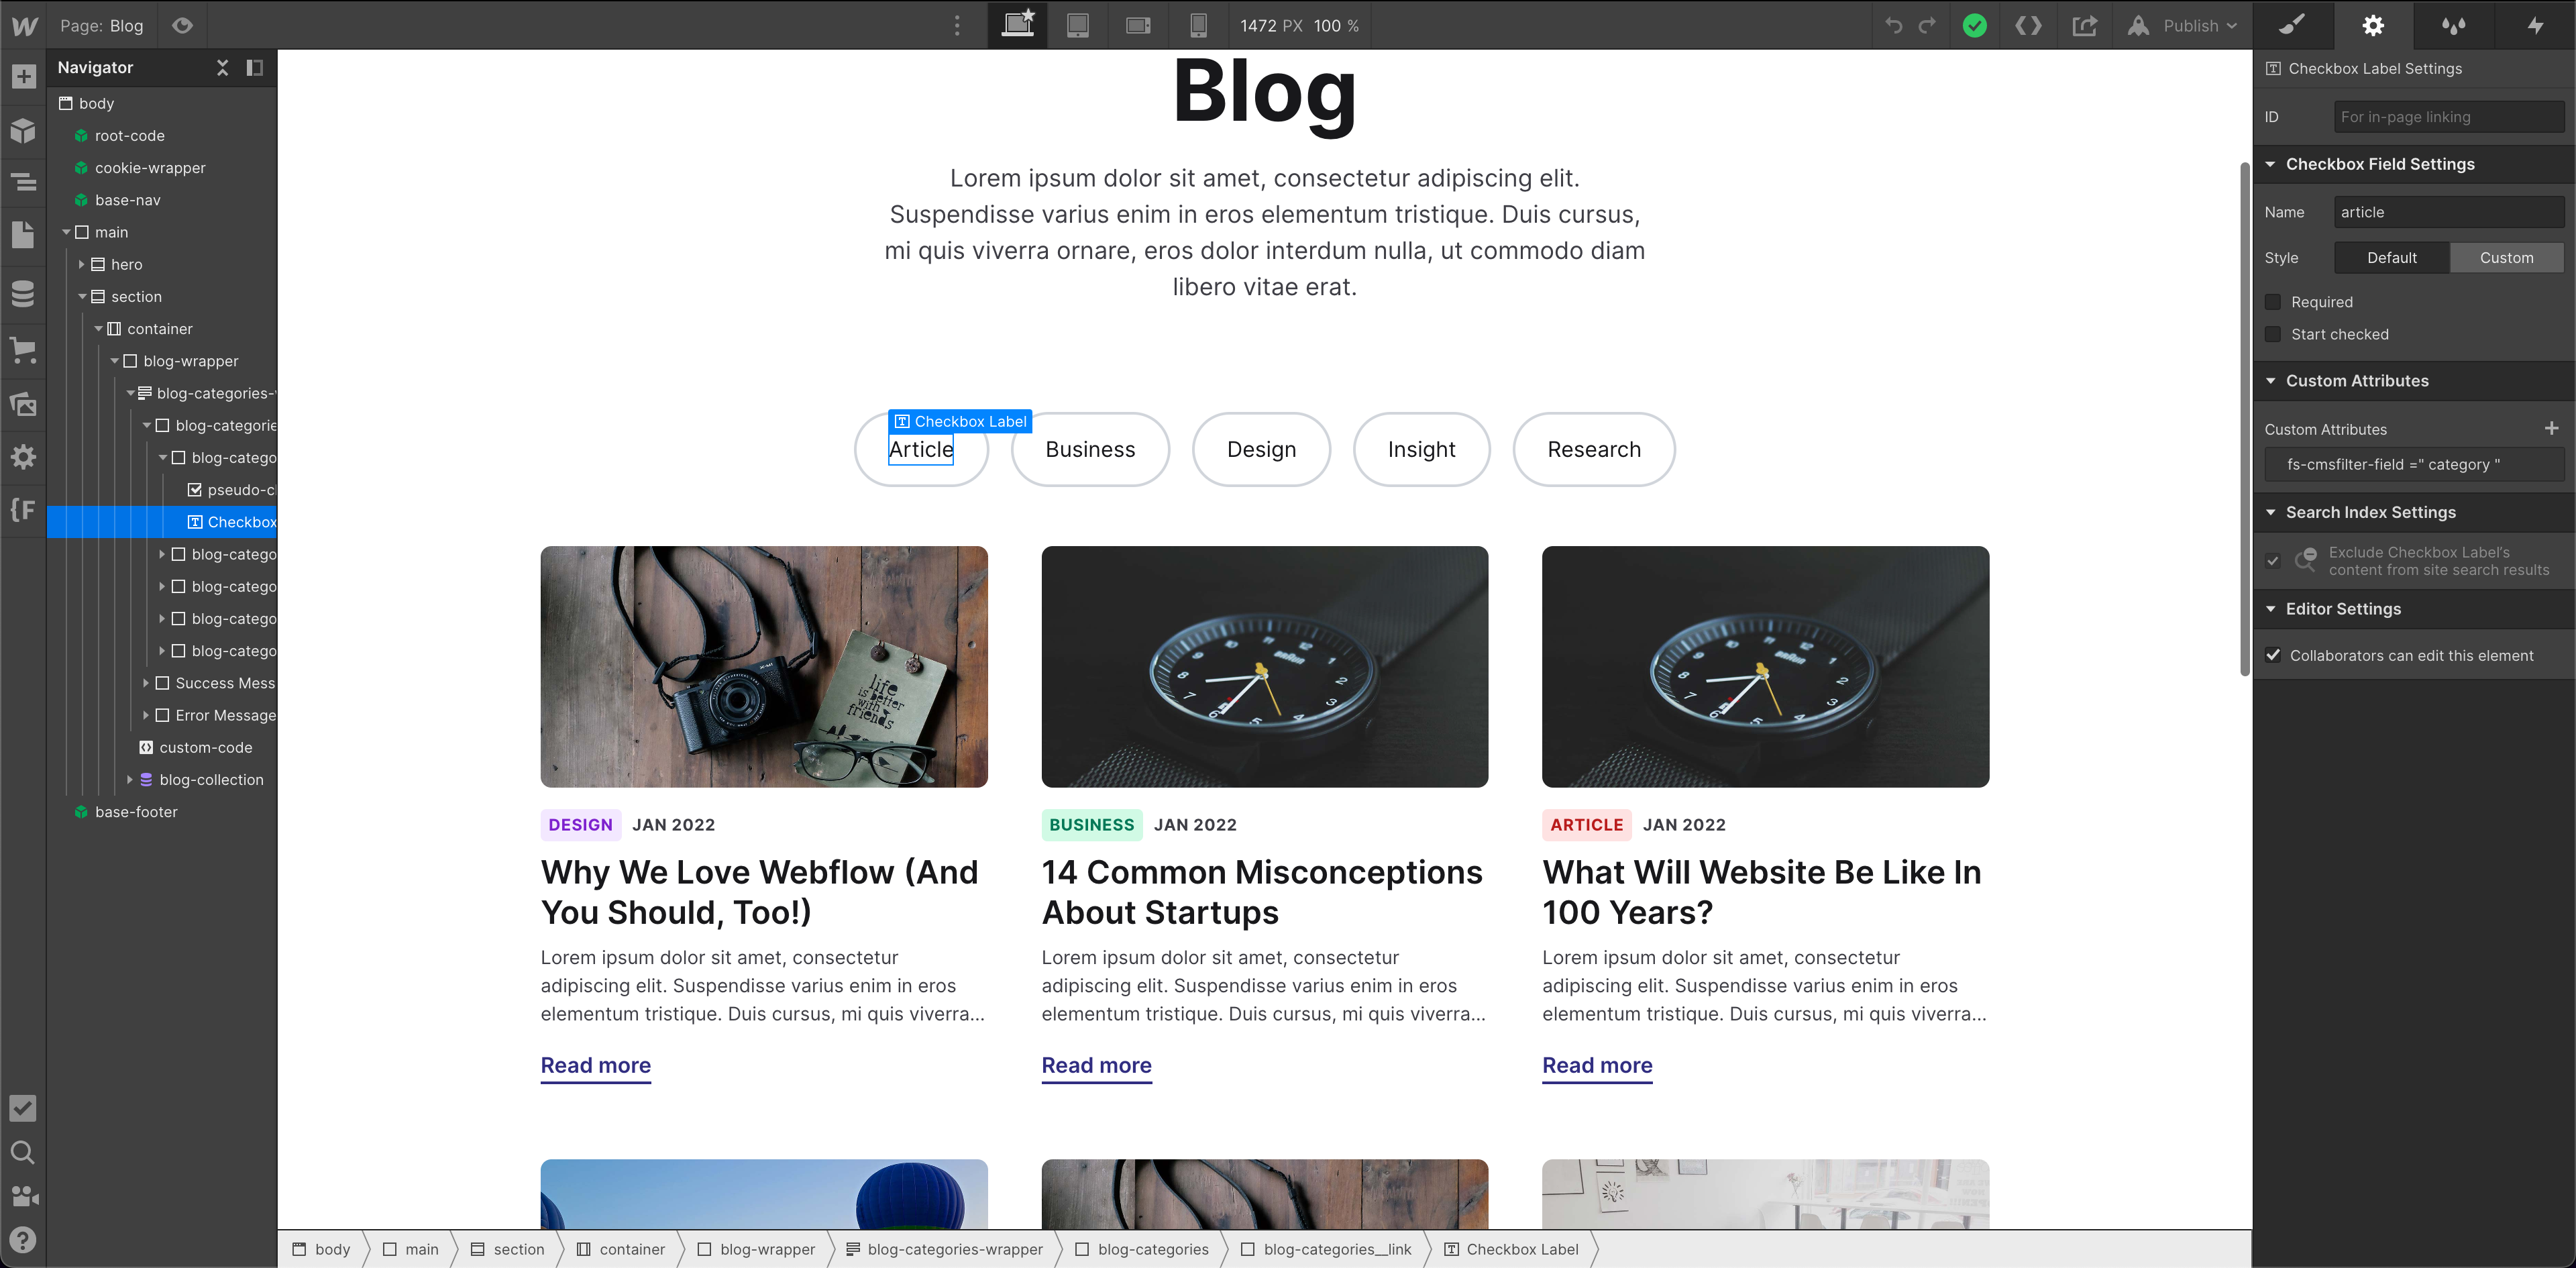 Page: Blog
1472 PX 100 %
Publish
Navigator
body
root-code
cookie-wrapper
base-nav
main
hero
section
container
blog-wrapper
blog-categories-
blog-categorie
blog-catego
pseudo-c
Checkbox
blog-catego
blog-catego
blog-catego
blog-catego
Success Mess
Error Message
custom-code
blog-collection
base-footer
{F
Blog
Lorem ipsum dolor sit amet, consectetur adipiscing elit.
Suspendisse varius enim in eros elementum tristique. Duis cursus,
mi quis viverra ornare, eros dolor interdum nulla, ut commodo diam
libero vitae erat.
Checkbox Label
Article Business Design Insight Research
life
is better
with
friends
DESIGN JAN 2022
Why We Love Webflow (And
You Should, Too!)
Lorem ipsum dolor sit amet, consectetur
adipiscing elit. Suspendisse varius enim in eros
elementum tristique. Duis cursus, mi quis viverra...
Read more
BRAUN
BUSINESS JAN 2022
14 Common Misconceptions
About Startups
Lorem ipsum dolor sit amet, consectetur
adipiscing elit. Suspendisse varius enim in eros
elementum tristique. Duis cursus, mi quis viverra...
Read more
BRAUN
ARTICLE JAN 2022
What Will Website Be Like In
100 Years?
Lorem ipsum dolor sit amet, consectetur
adipiscing elit. Suspendisse varius enim in eros
elementum tristique. Duis cursus, mi quis viverra...
Read more
body main section container blog-wrapper blog-categories-wrapper blog-categories blog-categories__link Checkbox Label
Checkbox Label Settings
ID For in-page linking
Checkbox Field Settings
Name article
Style Default Custom
Required
Start checked
Custom Attributes
Custom Attributes
fs-cmsfilter-field =" category "
Search Index Settings
Exclude Checkbox Label's
content from site search results
Editor Settings
Collaborators can edit this element